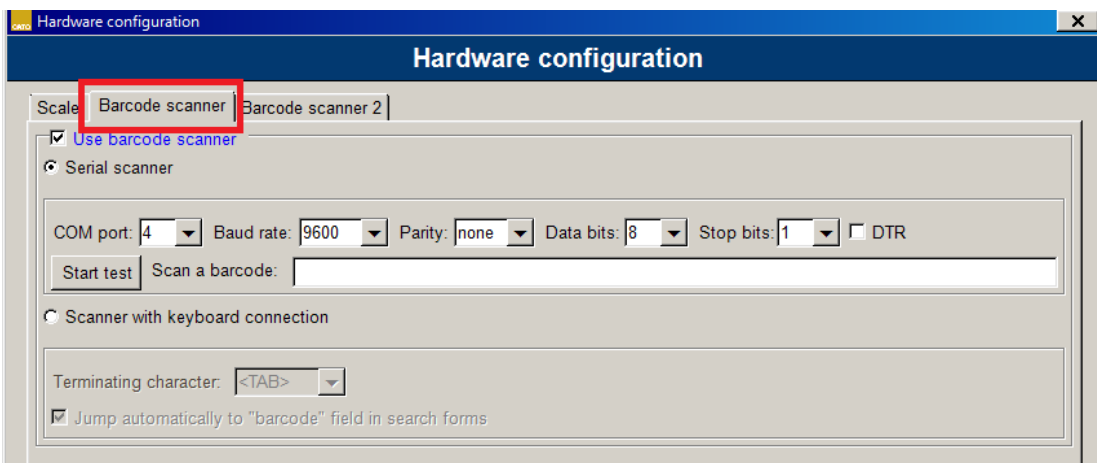 CATO Hardware configuration
Hardware configuration
Scale Barcode scanner Barcode scanner 2
Use barcode scanner
Serial scanner
COM port: 4 Baud rate: 9600 Parity: none Data bits: 8 Stop bits: 1 DTR
Start test Scan a barcode:
Scanner with keyboard connection
Terminating character: <TAB>
Jump automatically to "barcode" field in search forms